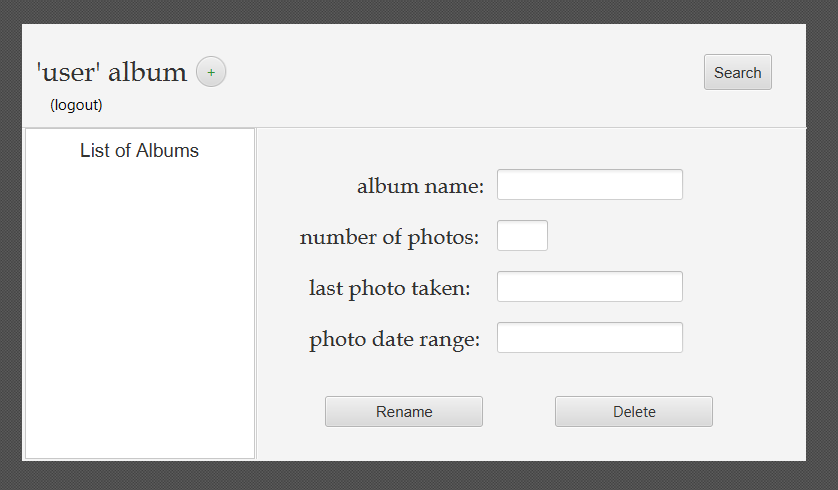 'user' album +
Search
(logout)
List of Albums
album name:
number of photos:
last photo taken:
photo date range:
Rename
Delete